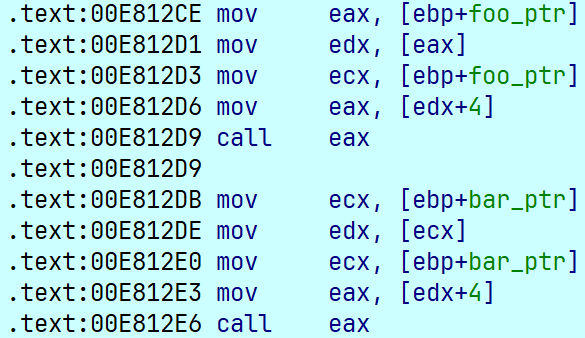 .text:00E812CE mov     eax, [ebp+foo_ptr]
.text:00E812D1 mov     edx, [eax]
.text:00E812D3 mov     ecx, [ebp+foo_ptr]
.text:00E812D6 mov     eax, [edx+4]
.text:00E812D9 call    eax
.text:00E812D9
.text:00E812DB mov     ecx, [ebp+bar_ptr]
.text:00E812DE mov     edx, [ecx]
.text:00E812E0 mov     ecx, [ebp+bar_ptr]
.text:00E812E3 mov     eax, [edx+4]
.text:00E812E6 call    eax